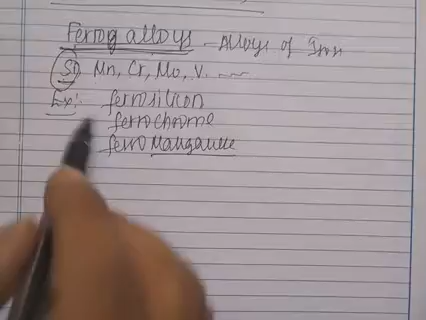 Ferro alloys - Alloys of Iron
Si, Mn, Cr, Mo, V.
Ex:- ferrosilicon
ferrochrome
ferro Manganese